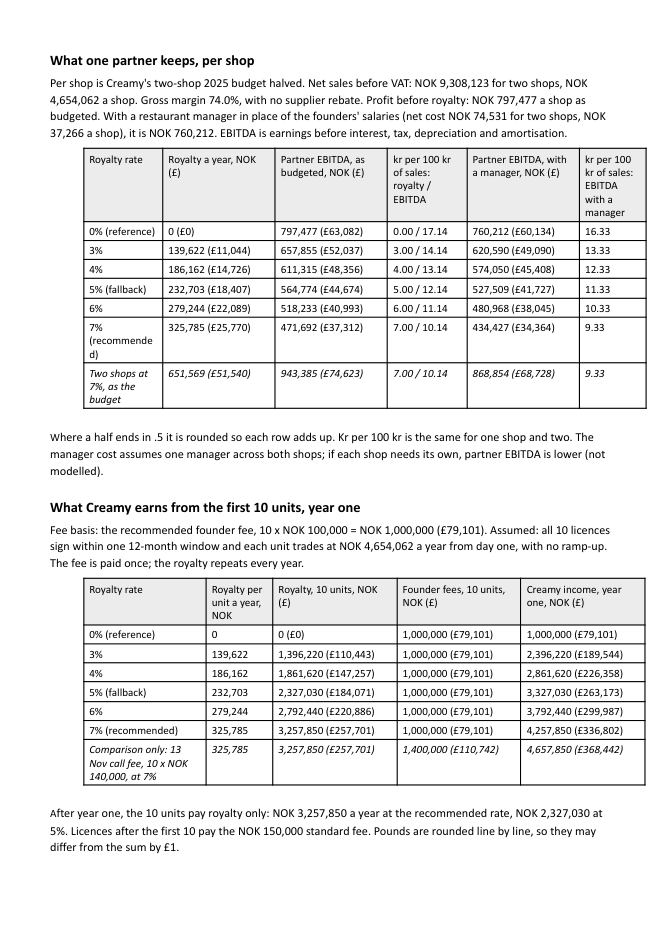 What one partner keeps, per shop
Per shop is Creamy's two-shop 2025 budget halved. Net sales before VAT: NOK 9,308,123 for two shops, NOK
4,654,062 a shop. Gross margin 74.0%, with no supplier rebate. Profit before royalty: NOK 797,477 a shop as
budgeted. With a restaurant manager in place of the founders' salaries (net cost NOK 74,531 for two shops, NOK
37,266 a shop), it is NOK 760,212. EBITDA is earnings before interest, tax, depreciation and amortisation.
Royalty rate | Royalty a year, NOK (£) | Partner EBITDA, as budgeted, NOK (£) | kr per 100 kr of sales: royalty / EBITDA | Partner EBITDA, with a manager, NOK (£) | kr per 100 kr of sales: EBITDA with a manager
0% (reference) | 0 (£0) | 797,477 (£63,082) | 0.00 / 17.14 | 760,212 (£60,134) | 16.33
3% | 139,622 (£11,044) | 657,855 (£52,037) | 3.00 / 14.14 | 620,590 (£49,090) | 13.33
4% | 186,162 (£14,726) | 611,315 (£48,356) | 4.00 / 13.14 | 574,050 (£45,408) | 12.33
5% (fallback) | 232,703 (£18,407) | 564,774 (£44,674) | 5.00 / 12.14 | 527,509 (£41,727) | 11.33
6% | 279,244 (£22,089) | 518,233 (£40,993) | 6.00 / 11.14 | 480,968 (£38,045) | 10.33
7% (recommended) | 325,785 (£25,770) | 471,692 (£37,312) | 7.00 / 10.14 | 434,427 (£34,364) | 9.33
Two shops at 7%, as the budget | 651,569 (£51,540) | 943,385 (£74,623) | 7.00 / 10.14 | 868,854 (£68,728) | 9.33
Where a half ends in .5 it is rounded so each row adds up. Kr per 100 kr is the same for one shop and two. The
manager cost assumes one manager across both shops; if each shop needs its own, partner EBITDA is lower (not
modelled).
What Creamy earns from the first 10 units, year one
Fee basis: the recommended founder fee, 10 x NOK 100,000 = NOK 1,000,000 (£79,101). Assumed: all 10 licences
sign within one 12-month window and each unit trades at NOK 4,654,062 a year from day one, with no ramp-up.
The fee is paid once; the royalty repeats every year.
Royalty rate | Royalty per unit a year, NOK | Royalty, 10 units, NOK (£) | Founder fees, 10 units, NOK (£) | Creamy income, year one, NOK (£)
0% (reference) | 0 | 0 (£0) | 1,000,000 (£79,101) | 1,000,000 (£79,101)
3% | 139,622 | 1,396,220 (£110,443) | 1,000,000 (£79,101) | 2,396,220 (£189,544)
4% | 186,162 | 1,861,620 (£147,257) | 1,000,000 (£79,101) | 2,861,620 (£226,358)
5% (fallback) | 232,703 | 2,327,030 (£184,071) | 1,000,000 (£79,101) | 3,327,030 (£263,173)
6% | 279,244 | 2,792,440 (£220,886) | 1,000,000 (£79,101) | 3,792,440 (£299,987)
7% (recommended) | 325,785 | 3,257,850 (£257,701) | 1,000,000 (£79,101) | 4,257,850 (£336,802)
Comparison only: 13 Nov call fee, 10 x NOK 140,000, at 7% | 325,785 | 3,257,850 (£257,701) | 1,400,000 (£110,742) | 4,657,850 (£368,442)
After year one, the 10 units pay royalty only: NOK 3,257,850 a year at the recommended rate, NOK 2,327,030 at
5%. Licences after the first 10 pay the NOK 150,000 standard fee. Pounds are rounded line by line, so they may
differ from the sum by £1.